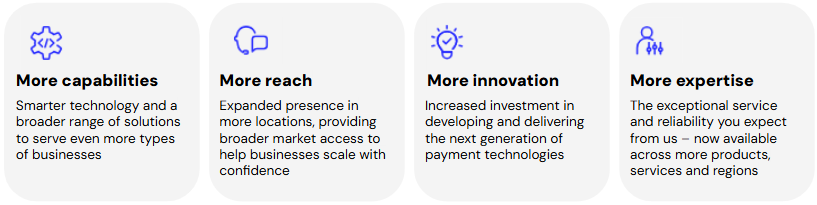 More capabilities
Smarter technology and a
broader range of solutions
to serve even more types
of businesses
More reach
Expanded presence in
more locations, providing
broader market access to
help businesses scale with
confidence
More innovation
Increased investment in
developing and delivering
the next generation of
payment technologies
More expertise
The exceptional service
and reliability you expect
from us – now available
across more products,
services and regions